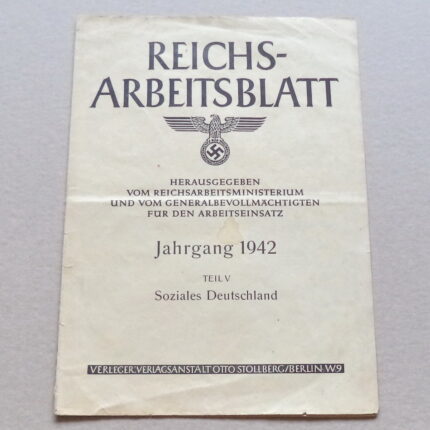 REICHS-
ARBEITSBLATT
HERAUSGEGEBEN
VOM REICHSARBEITSMINISTERIUM
UND VOM GENERALBEVOLLMÄCHTIGTEN
FÜR DEN ARBEITSEINSATZ
Jahrgang 1942
TEIL V
Soziales Deutschland
VERLEGER: VERLAGSANSTALT OTTO STOLLBERG/BERLIN W9